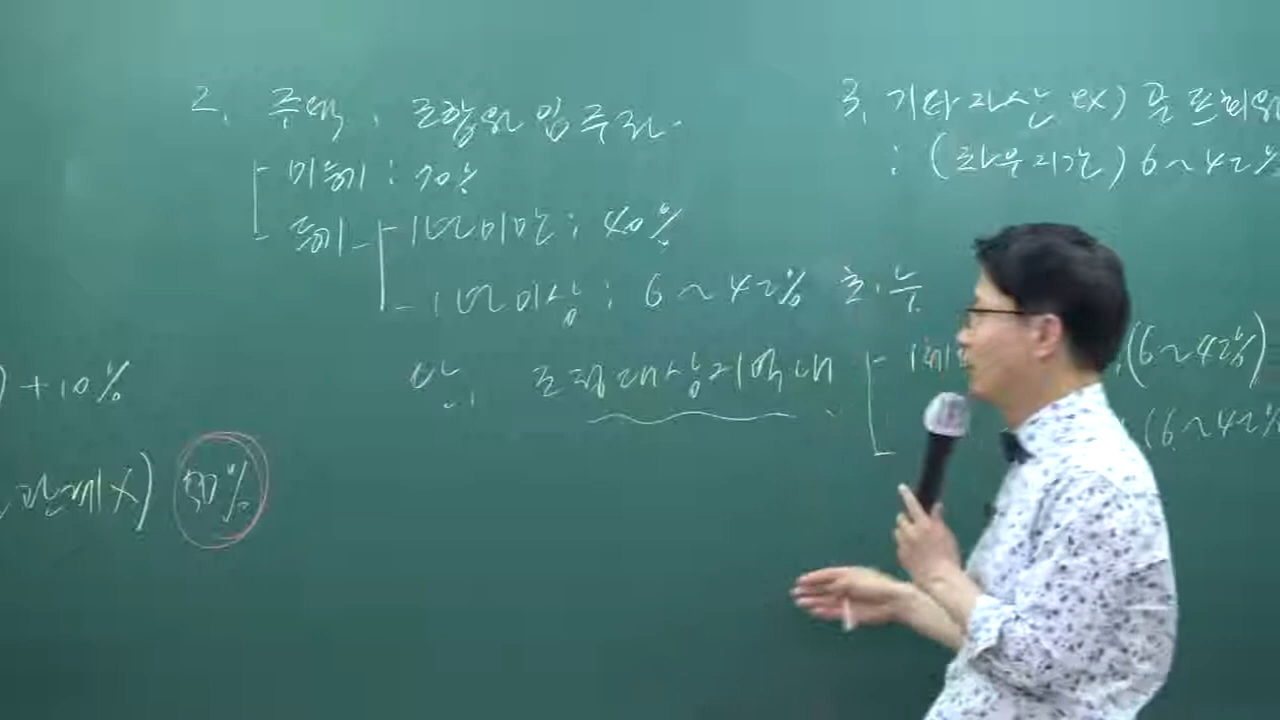 2. 주택, 조합원입주권.
미등기 : 70%
등기 1년미만 : 40%
1년이상 : 6~42% 초.누
단, 조정대상지역내
3. 기타자산 ex) 골프회원
: (보유기간) 6~42%
(6~42%)
(6~42%
) +10%
관계X) 50%